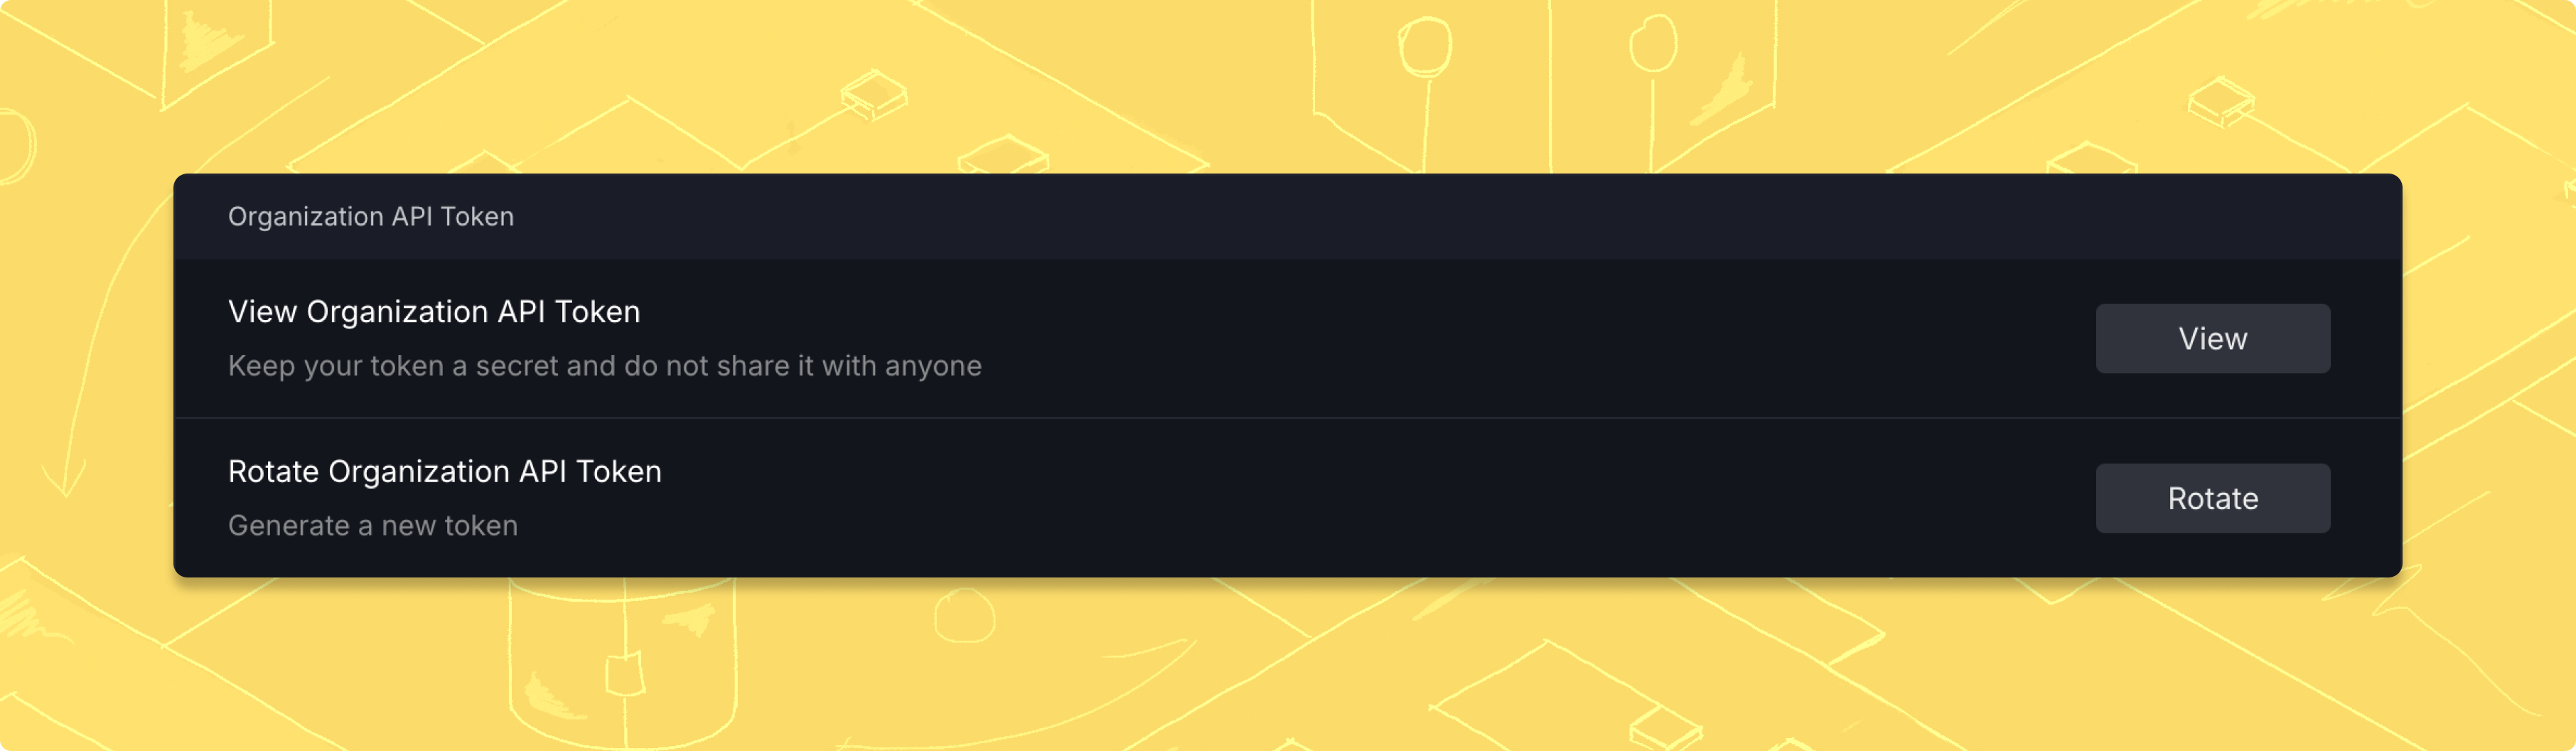 Organization API Token
View Organization API Token
View
Keep your token a secret and do not share it with anyone
Rotate Organization API Token
Rotate
Generate a new token